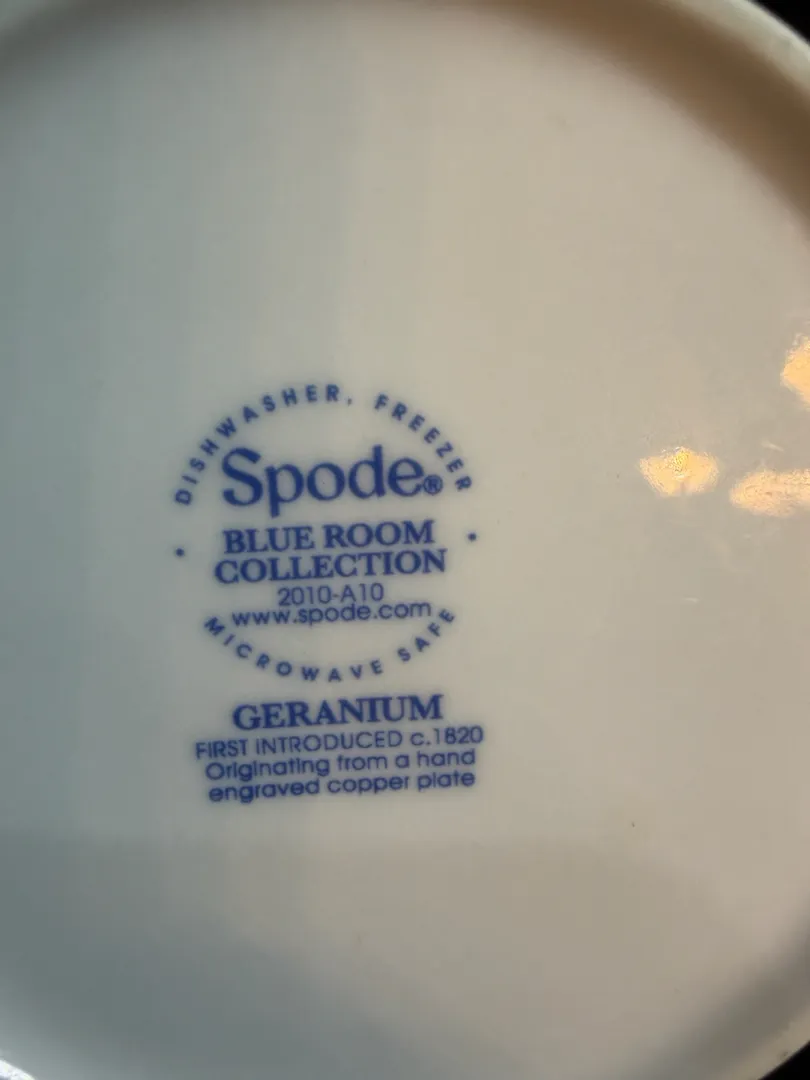 DISHWASHER, FREEZER
Spode®
BLUE ROOM
COLLECTION
2010-A10
www.spode.com
MICROWAVE SAFE
GERANIUM
FIRST INTRODUCED c.1820
Originating from a hand
engraved copper plate